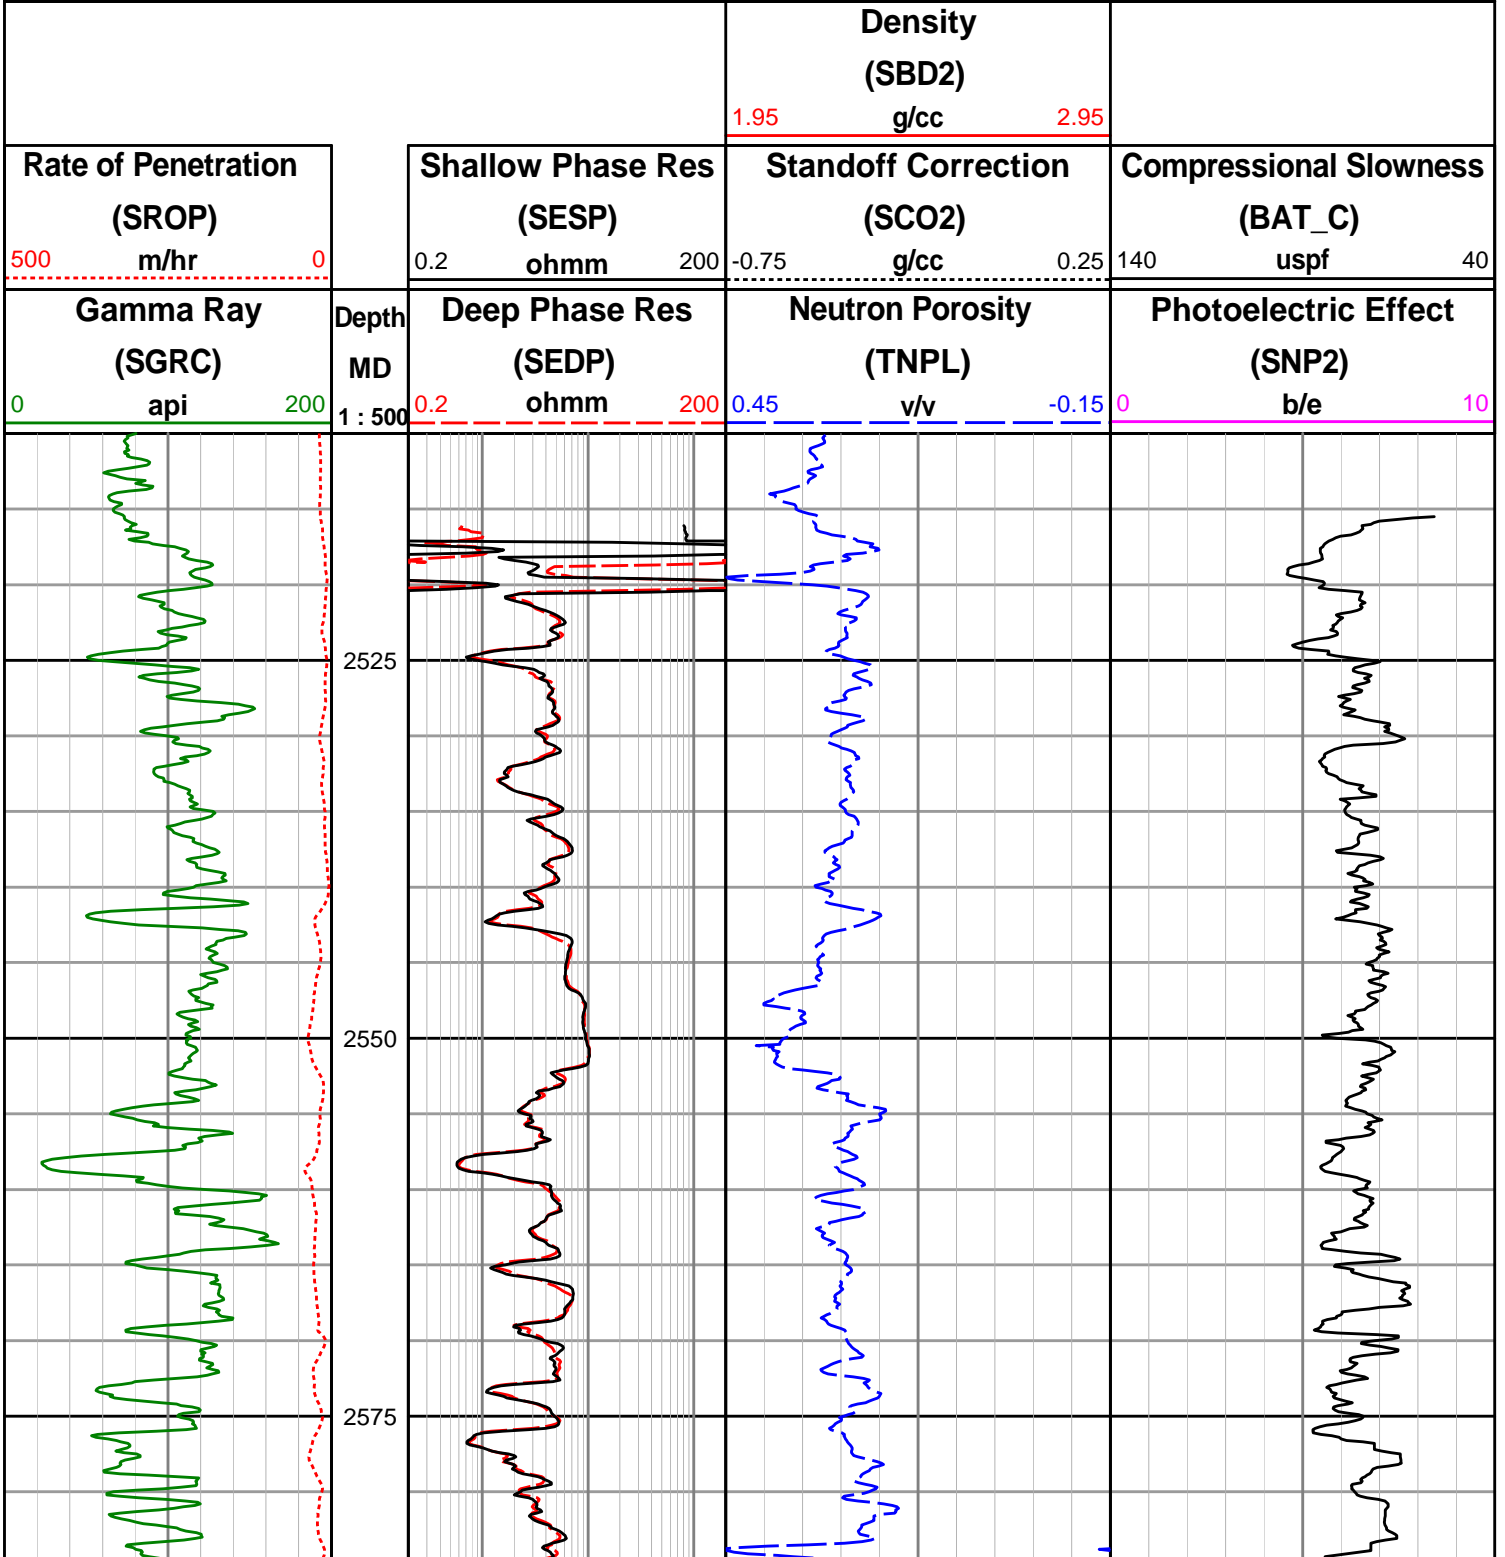 Density
(SBD2)
1.95 g/cc 2.95
Rate of Penetration
(SROP)
500 m/hr 0
Shallow Phase Res
(SESP)
0.2 ohmm 200
Standoff Correction
(SCO2)
-0.75 g/cc 0.25
Compressional Slowness
(BAT_C)
140 uspf 40
Gamma Ray
(SGRC)
0 api 200
Depth
MD
1 : 500
Deep Phase Res
(SEDP)
0.2 ohmm 200
Neutron Porosity
(TNPL)
0.45 v/v -0.15
Photoelectric Effect
(SNP2)
0 b/e 10
2525
2550
2575